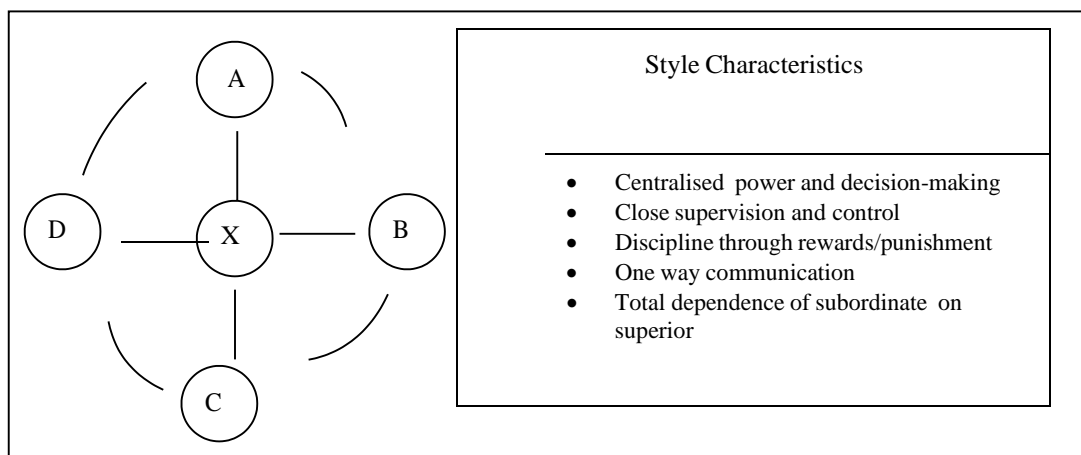 A
D
X
B
C
Style Characteristics
• Centralised power and decision-making
• Close supervision and control
• Discipline through rewards/punishment
• One way communication
• Total dependence of subordinate on
superior